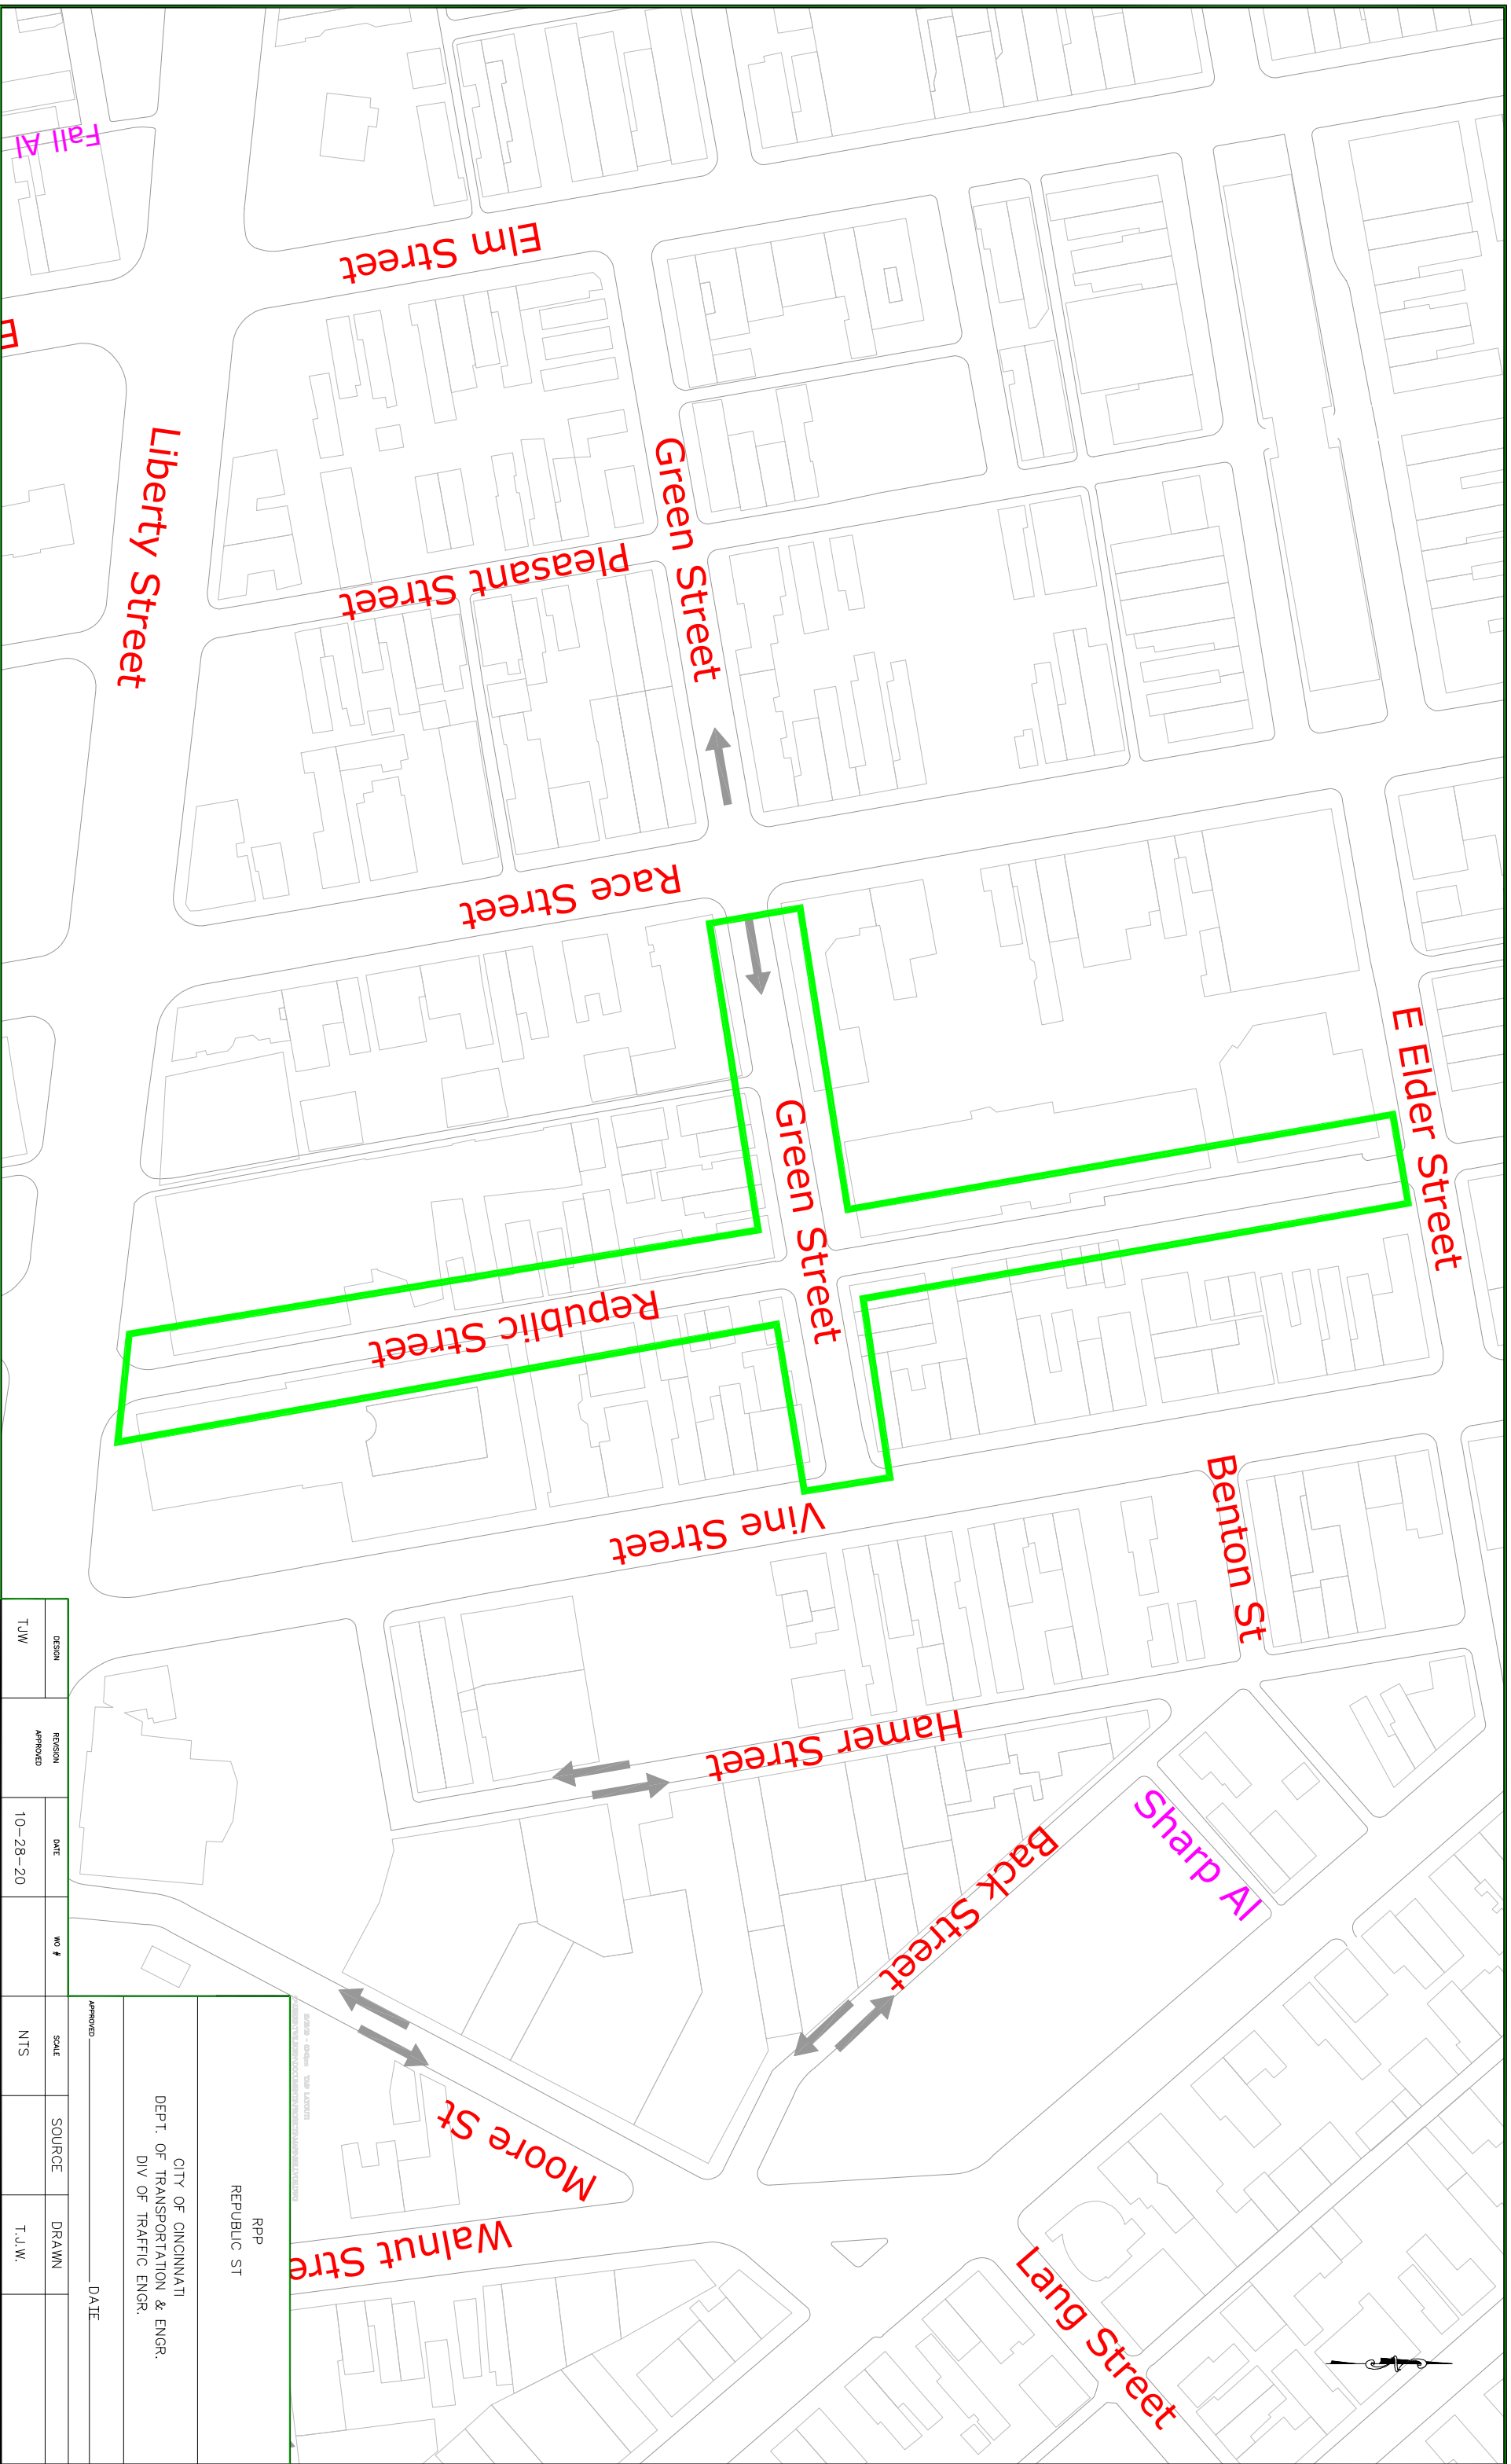 Fall Al
Elm Street
E
Liberty Street
Green Street
Pleasant Street
Race Street
E Elder Street
Green Street
Republic Street
Vine Street
Benton St
Hamer Street
Sharp Al
Back Street
Moore St
Walnut Stre
Lang Street
RPP
REPUBLIC ST
CITY OF CINCINNATI
DEPT. OF TRANSPORTATION & ENGR.
DIV OF TRAFFIC ENGR.
APPROVED
DATE
DESIGN
REVISION
APPROVED
DATE
WO #
SCALE
SOURCE
DRAWN
TJW
10-28-20
NTS
T.J.W.